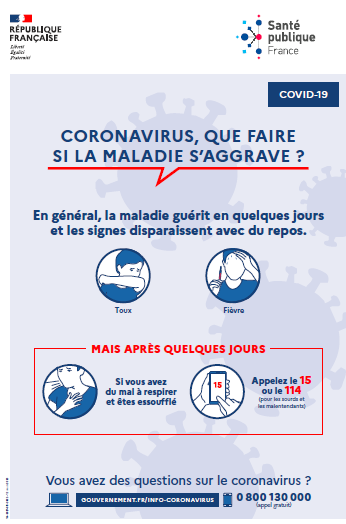 RÉPUBLIQUE
FRANÇAISE
Liberté
Égalité
Fraternité
Santé
publique
France
COVID-19
CORONAVIRUS, QUE FAIRE
SI LA MALADIE S’AGGRAVE ?
En général, la maladie guérit en quelques jours
et les signes disparaissent avec du repos.
Toux
Fièvre
MAIS APRÈS QUELQUES JOURS
Si vous avez
du mal à respirer
et êtes essoufflé
15
Appelez le 15
ou le 114
(pour les sourds et
les malentendants)
Vous avez des questions sur le coronavirus ?
GOUVERNEMENT.FR/INFO-CORONAVIRUS
0 800 130 000
(appel gratuit)